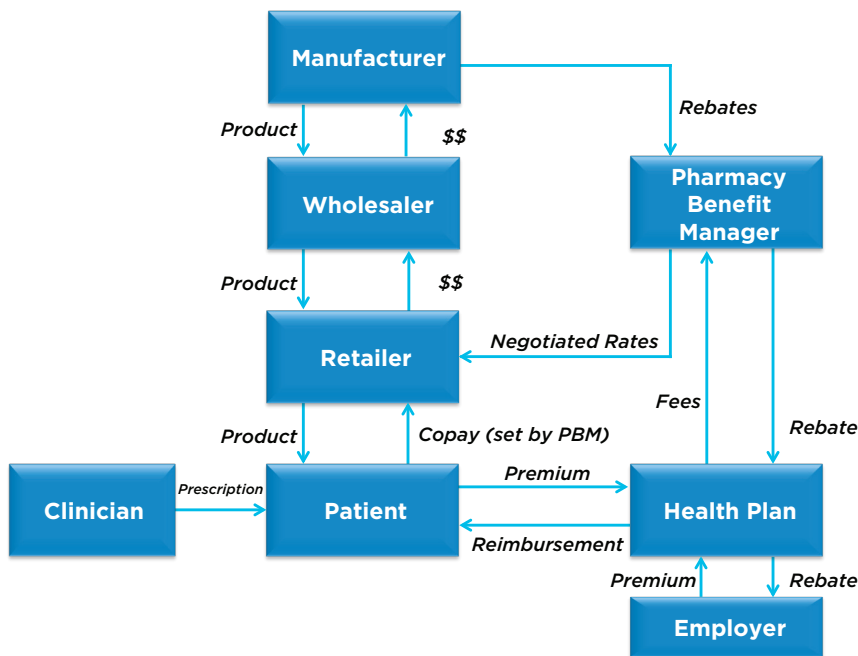 Manufacturer
Product
$$
Rebates
Wholesaler
Pharmacy
Benefit
Manager
Product
$$
Retailer
Negotiated Rates
Product
Copay (set by PBM)
Fees
Rebate
Clinician
Prescription
Patient
Premium
Reimbursement
Health Plan
Premium
Rebate
Employer